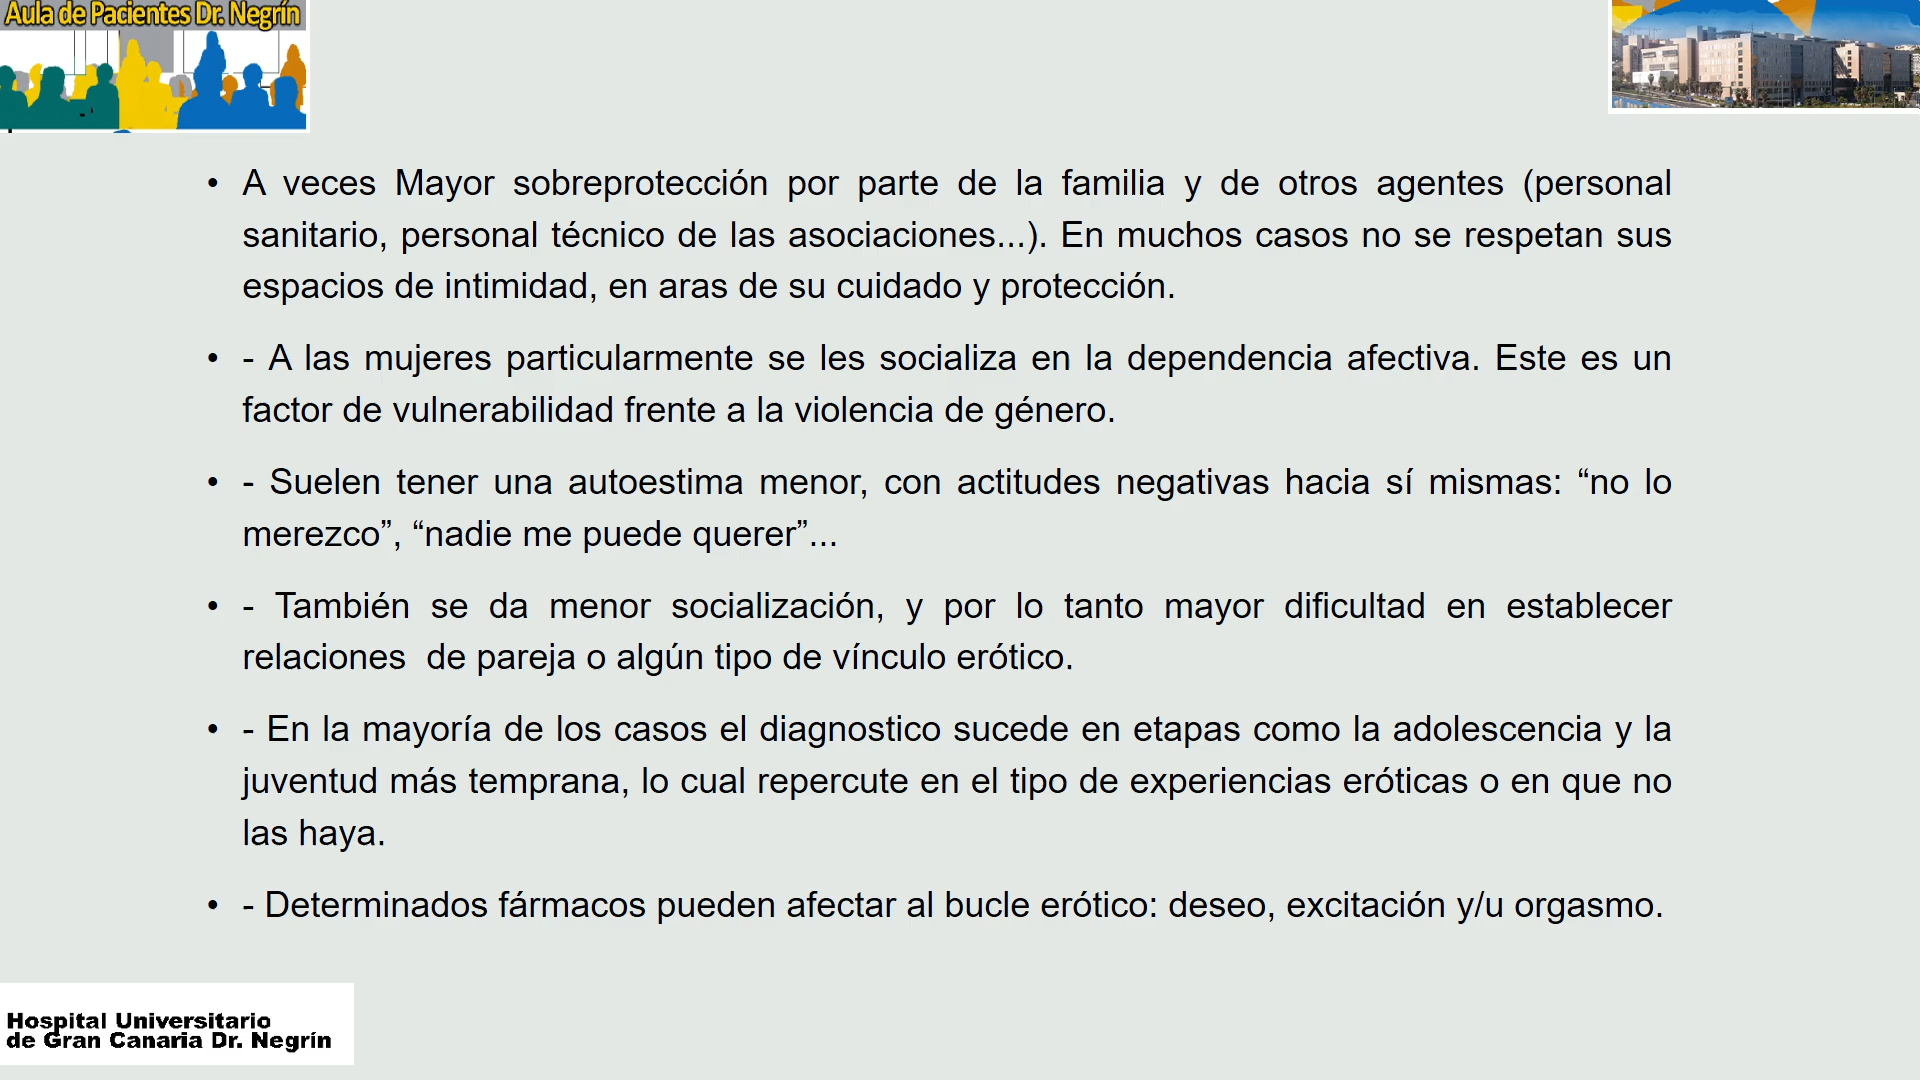 Aula de Pacientes Dr. Negrín
• A veces Mayor sobreprotección por parte de la familia y de otros agentes (personal
sanitario, personal técnico de las asociaciones...). En muchos casos no se respetan sus
espacios de intimidad, en aras de su cuidado y protección.
• - A las mujeres particularmente se les socializa en la dependencia afectiva. Este es un
factor de vulnerabilidad frente a la violencia de género.
• - Suelen tener una autoestima menor, con actitudes negativas hacia sí mismas: “no lo
merezco”, “nadie me puede querer”...
• - También se da menor socialización, y por lo tanto mayor dificultad en establecer
relaciones  de pareja o algún tipo de vínculo erótico.
• - En la mayoría de los casos el diagnostico sucede en etapas como la adolescencia y la
juventud más temprana, lo cual repercute en el tipo de experiencias eróticas o en que no
las haya.
• - Determinados fármacos pueden afectar al bucle erótico: deseo, excitación y/u orgasmo.
Hospital Universitario
de Gran Canaria Dr. Negrín